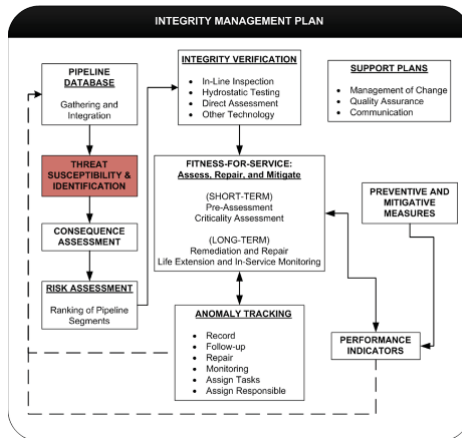 INTEGRITY MANAGEMENT PLAN
PIPELINE
DATABASE
Gathering and
Integration
THREAT
SUSCEPTIBILITY &
IDENTIFICATION
CONSEQUENCE
ASSESSMENT
RISK ASSESSMENT
Ranking of Pipeline
Segments
INTEGRITY VERIFICATION
• In-Line Inspection
• Hydrostatic Testing
• Direct Assessment
• Other Technology
FITNESS-FOR-SERVICE:
Assess, Repair, and Mitigate
(SHORT-TERM)
Pre-Assessment
Criticality Assessment
(LONG-TERM)
Remediation and Repair
Life Extension and In-Service Monitoring
ANOMALY TRACKING
• Record
• Follow-up
• Repair
• Monitoring
• Assign Tasks
• Assign Responsible
SUPPORT PLANS
• Management of Change
• Quality Assurance
• Communication
PREVENTIVE AND
MITIGATIVE
MEASURES
PERFORMANCE
INDICATORS